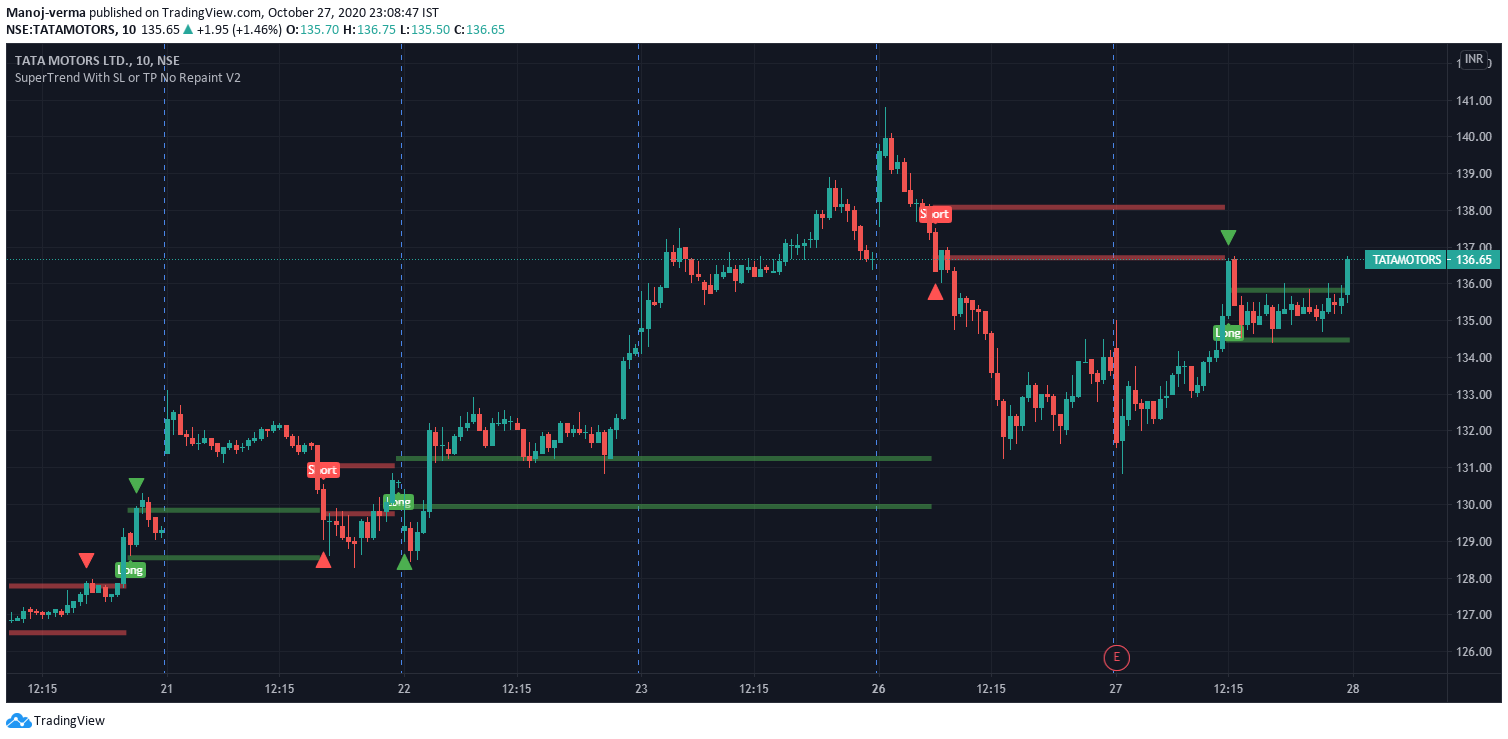 Manoj-verma published on TradingView.com, October 27, 2020 23:08:47 IST
NSE:TATAMOTORS, 10 135.65 ▲ +1.95 (+1.46%) O:135.70 H:136.75 L:135.50 C:136.65
TATA MOTORS LTD., 10, NSE
SuperTrend With SL or TP No Repaint V2
INR
141.00
140.00
139.00
138.00
137.00
TATAMOTORS 136.65
136.00
135.00
134.00
133.00
132.00
131.00
130.00
129.00
128.00
127.00
126.00
Long
Short
Long
Short
Long
E
12:15 21 12:15 22 12:15 23 12:15 26 12:15 27 12:15 28
TradingView